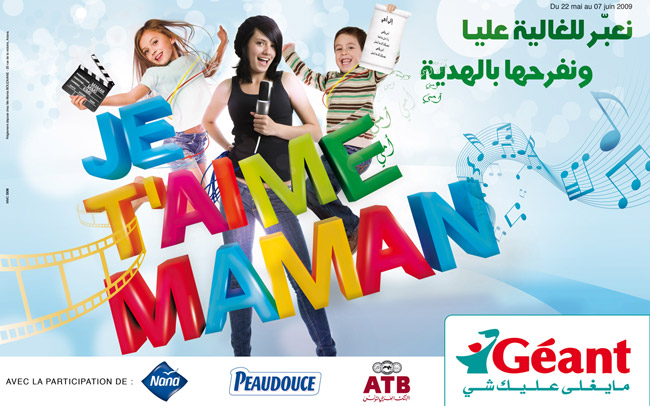 Du 22 mai au 07 juin 2009
نعبّر للغالية عليا
ونفرحها بالهدية
أمي
JE
T'AIME
MAMAN
Géant
مايغلى عليك شي
AVEC LA PARTICIPATION DE :
Nana
PEAUDOUCE
ATB